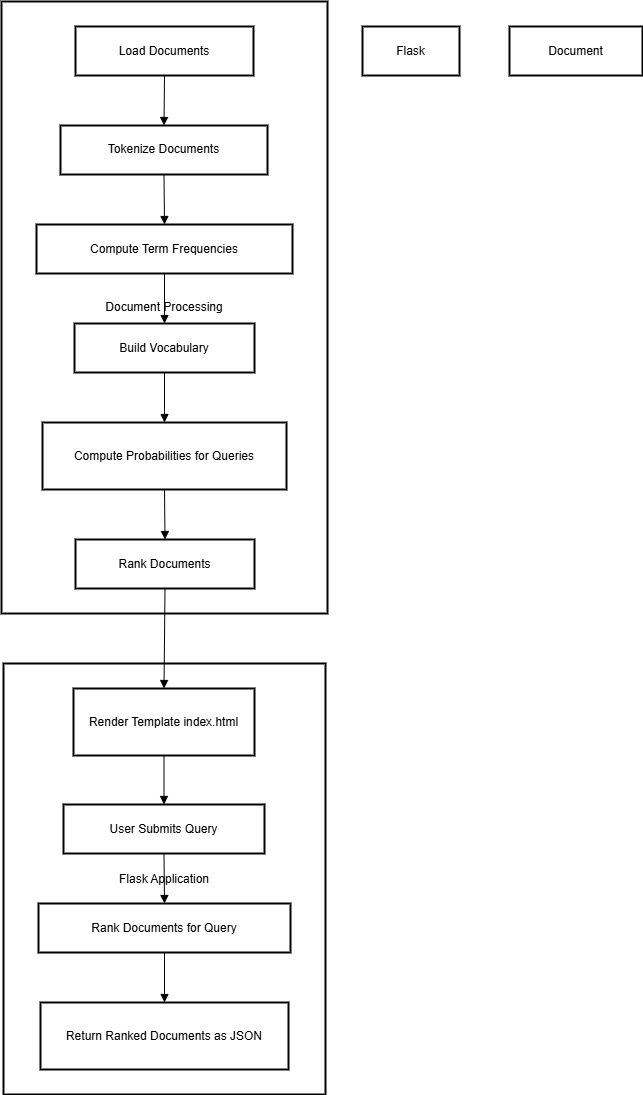 Load Documents
Flask
Document
Tokenize Documents
Compute Term Frequencies
Document Processing
Build Vocabulary
Compute Probabilities for Queries
Rank Documents
Render Template index.html
User Submits Query
Flask Application
Rank Documents for Query
Return Ranked Documents as JSON